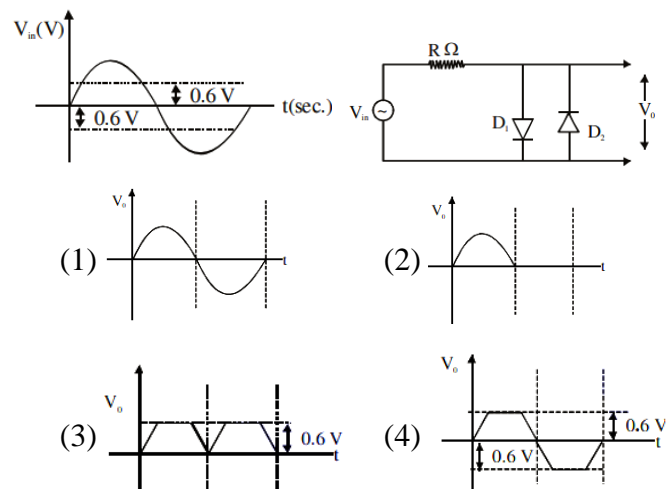 V_in(V)
0.6 V
t(sec.)
0.6 V
R Ω
V_in
~
D_1
D_2
V_0
(1)
V_0
t
(2)
V_0
t
(3)
V_0
0.6 V
t
(4)
V_0
0.6 V
0.6 V
t